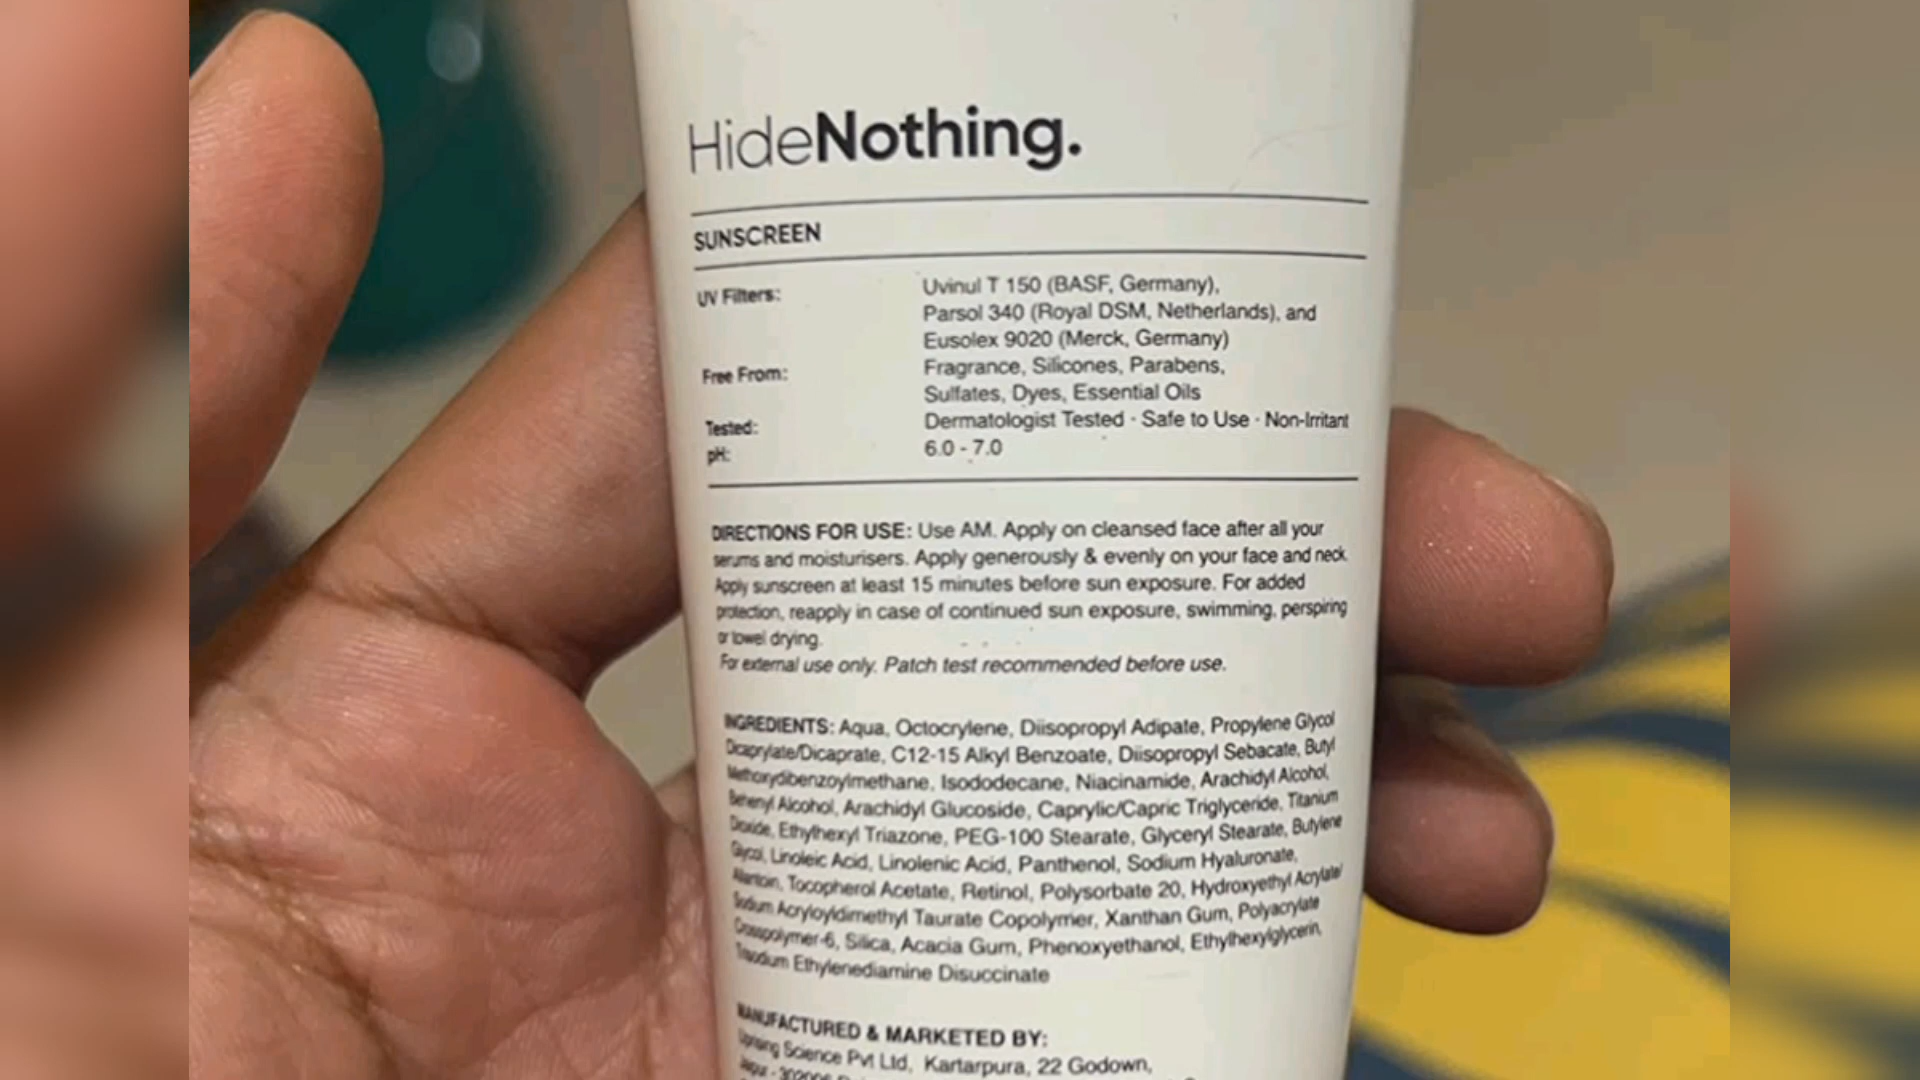 HideNothing.
SUNSCREEN
UV Filters: Uvinul T 150 (BASF, Germany),
Parsol 340 (Royal DSM, Netherlands), and
Eusolex 9020 (Merck, Germany)
Free From: Fragrance, Silicones, Parabens,
Sulfates, Dyes, Essential Oils
Tested: Dermatologist Tested · Safe to Use · Non-Irritant
pH: 6.0 - 7.0
DIRECTIONS FOR USE: Use AM. Apply on cleansed face after all your
serums and moisturisers. Apply generously & evenly on your face and neck.
Apply sunscreen at least 15 minutes before sun exposure. For added
protection, reapply in case of continued sun exposure, swimming, perspiring
or towel drying.
For external use only. Patch test recommended before use.
INGREDIENTS: Aqua, Octocrylene, Diisopropyl Adipate, Propylene Glycol
Dicaprylate/Dicaprate, C12-15 Alkyl Benzoate, Diisopropyl Sebacate, Butyl
Methoxydibenzoylmethane, Isododecane, Niacinamide, Arachidyl Alcohol,
Behenyl Alcohol, Arachidyl Glucoside, Caprylic/Capric Triglyceride, Titanium
Dioxide, Ethylhexyl Triazone, PEG-100 Stearate, Glyceryl Stearate, Butylene
Glycol, Linoleic Acid, Linolenic Acid, Panthenol, Sodium Hyaluronate,
Allantoin, Tocopherol Acetate, Retinol, Polysorbate 20, Hydroxyethyl Acrylate/
Sodium Acryloyldimethyl Taurate Copolymer, Xanthan Gum, Polyacrylate
Crosspolymer-6, Silica, Acacia Gum, Phenoxyethanol, Ethylhexylglycerin,
Trisodium Ethylenediamine Disuccinate
MANUFACTURED & MARKETED BY:
Uprising Science Pvt Ltd, Kartarpura, 22 Godown,